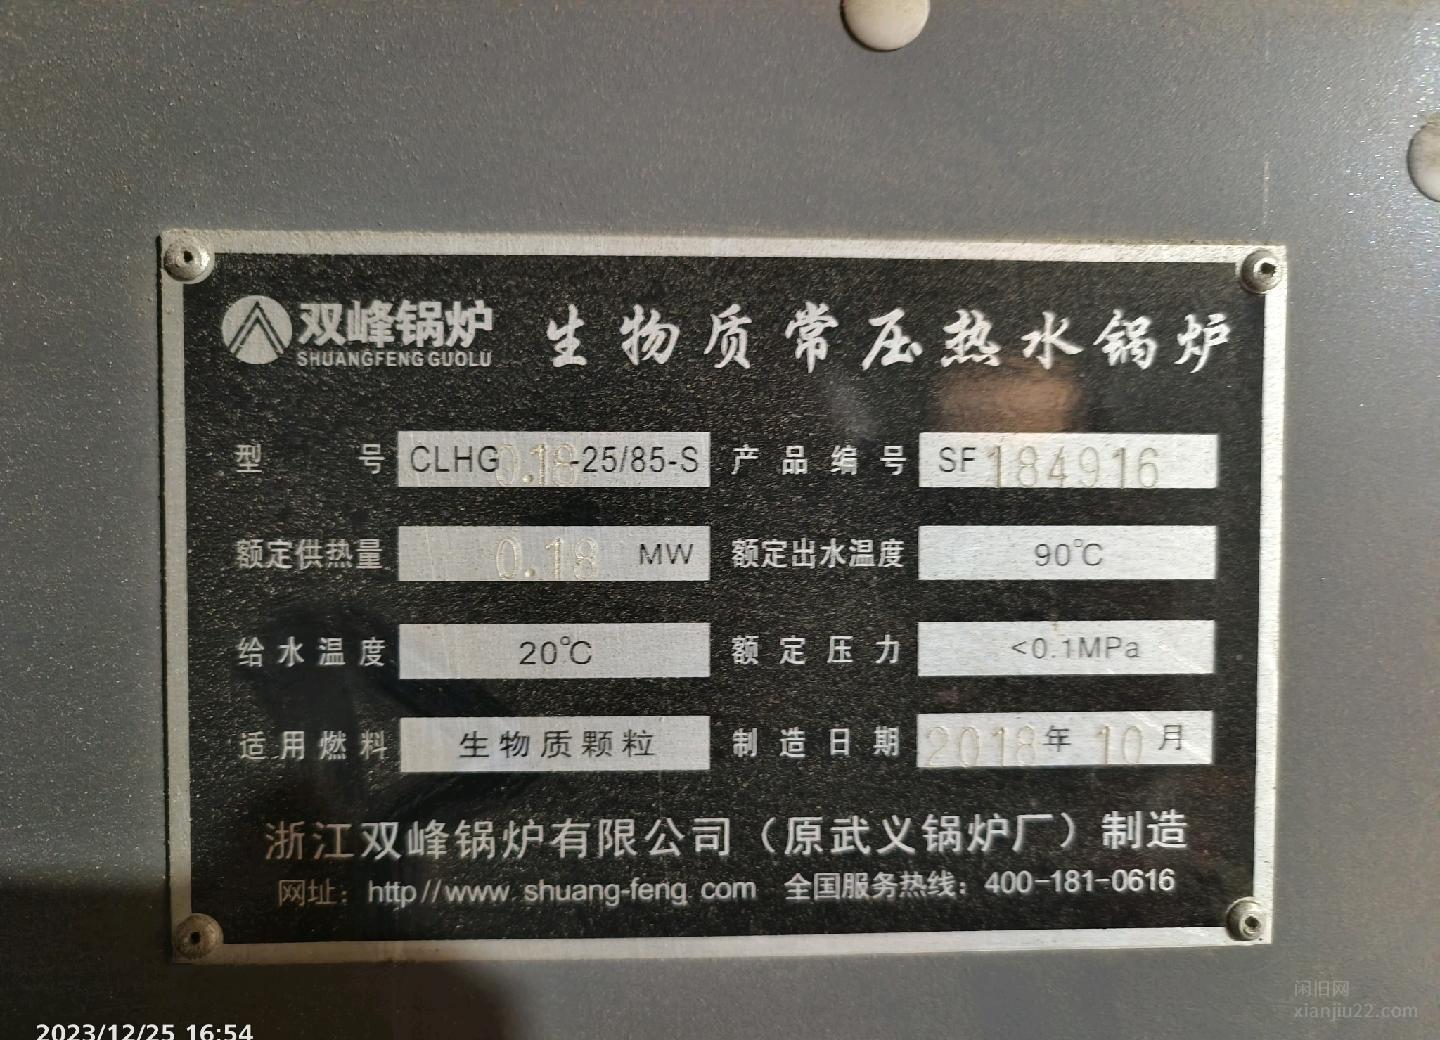 双峰锅炉 生物质常压热水锅炉
SHUANGFENG GUOLU
型号 CLHG0.18-25/85-S 产品编号 SF184916
额定供热量 0.18 MW 额定出水温度 90℃
给水温度 20℃ 额定压力 <0.1MPa
适用燃料 生物质颗粒 制造日期 2018年10月
浙江双峰锅炉有限公司（原武义锅炉厂）制造
网址：http//www shuang-feng com 全国服务热线：400-181-0616
闲旧网
xianjiu22.com
2023/12/25 16:54